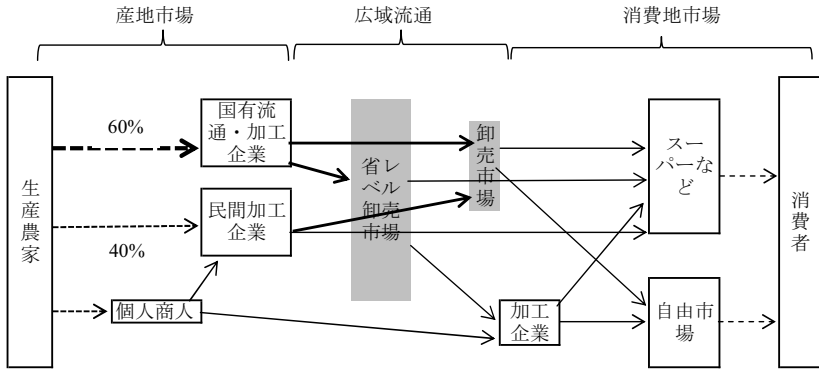 産地市場
広域流通
消費地市場
生産農家
60%
国有流
通・加工
企業
民間加工
企業
40%
個人商人
省レ
ベル
卸売
市場
卸売市場
加工
企業
スー
パーな
ど
自由市
場
消費者